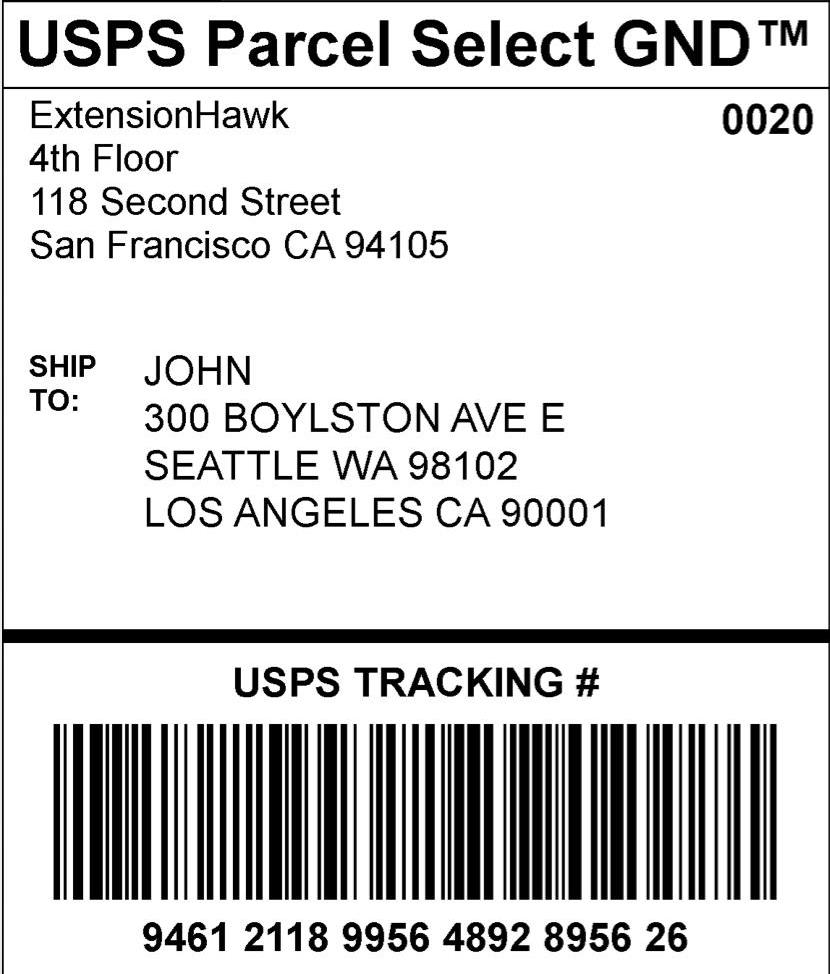 USPS Parcel Select GND™
ExtensionHawk
0020
4th Floor
118 Second Street
San Francisco CA 94105
SHIP TO:
JOHN
300 BOYLSTON AVE E
SEATTLE WA 98102
LOS ANGELES CA 90001
USPS TRACKING #
9461 2118 9956 4892 8956 26